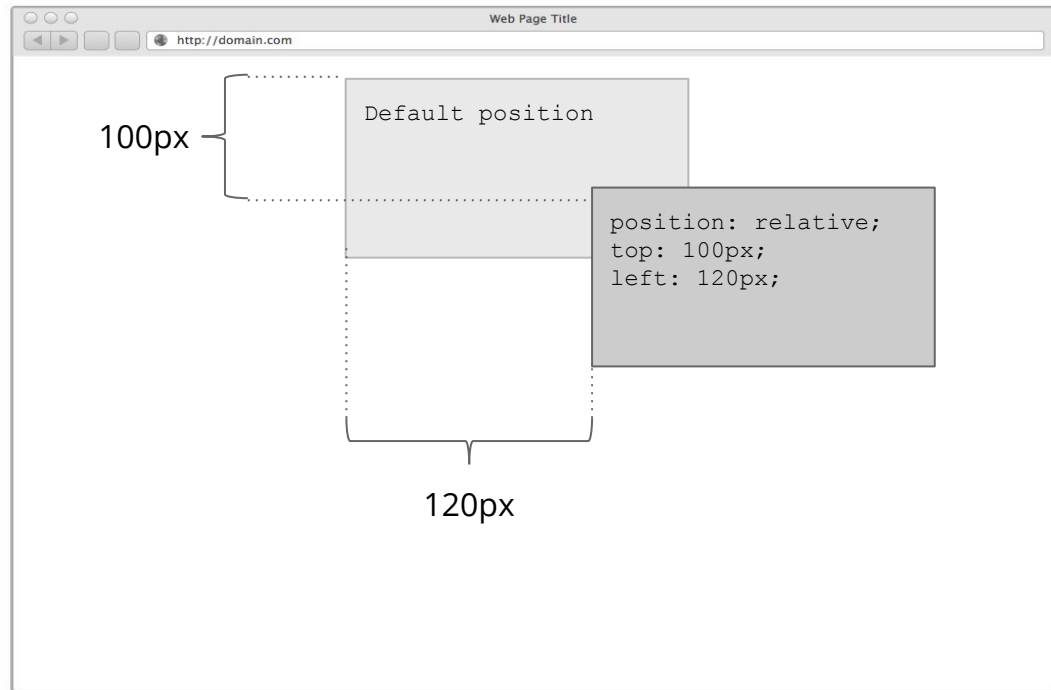 Web Page Title
http://domain.com
Default position
100px
position: relative;
top: 100px;
left: 120px;
120px